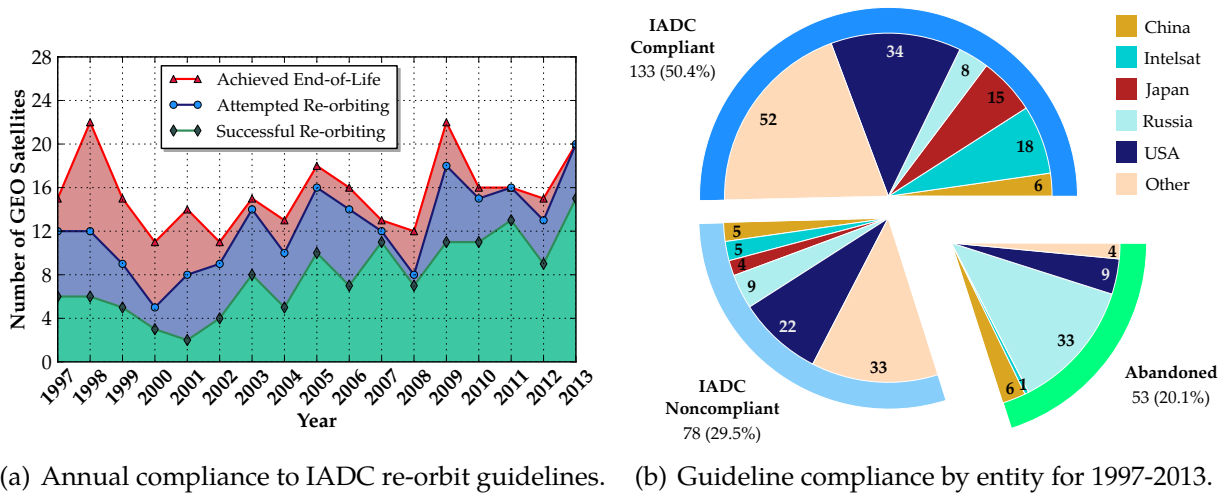 28
24
20
16
12
8
4
0
Number of GEO Satellites
Achieved End-of-Life
Attempted Re-orbiting
Successful Re-orbiting
1997
1998
1999
2000
2001
2002
2003
2004
2005
2006
2007
2008
2009
2010
2011
2012
2013
Year
(a) Annual compliance to IADC re-orbit guidelines.
IADC
Compliant
133 (50.4%)
52
34
8
15
18
6
China
Intelsat
Japan
Russia
USA
Other
5
5
4
9
22
33
IADC
Noncompliant
78 (29.5%)
4
9
33
1
6
Abandoned
53 (20.1%)
(b) Guideline compliance by entity for 1997-2013.